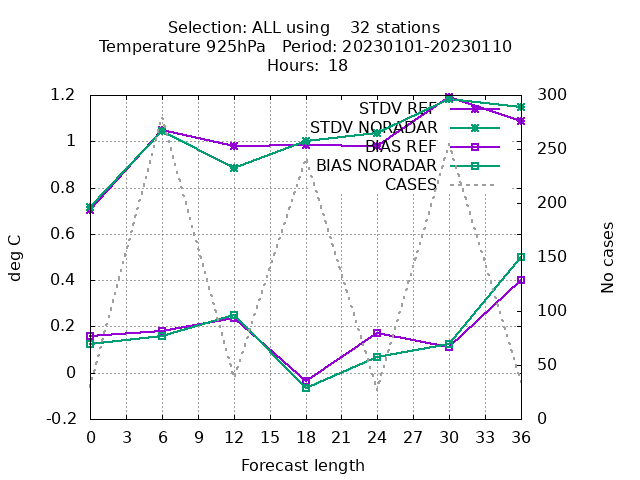 Selection: ALL using    32 stations
Temperature 925hPa   Period: 20230101-20230110
Hours: 18
1.2
1
0.8
0.6
0.4
0.2
0
-0.2
deg C
STDV REF
STDV NORADAR
BIAS REF
BIAS NORADAR
CASES
300
250
200
150
100
50
0
No cases
0 3 6 9 12 15 18 21 24 27 30 33 36
Forecast length